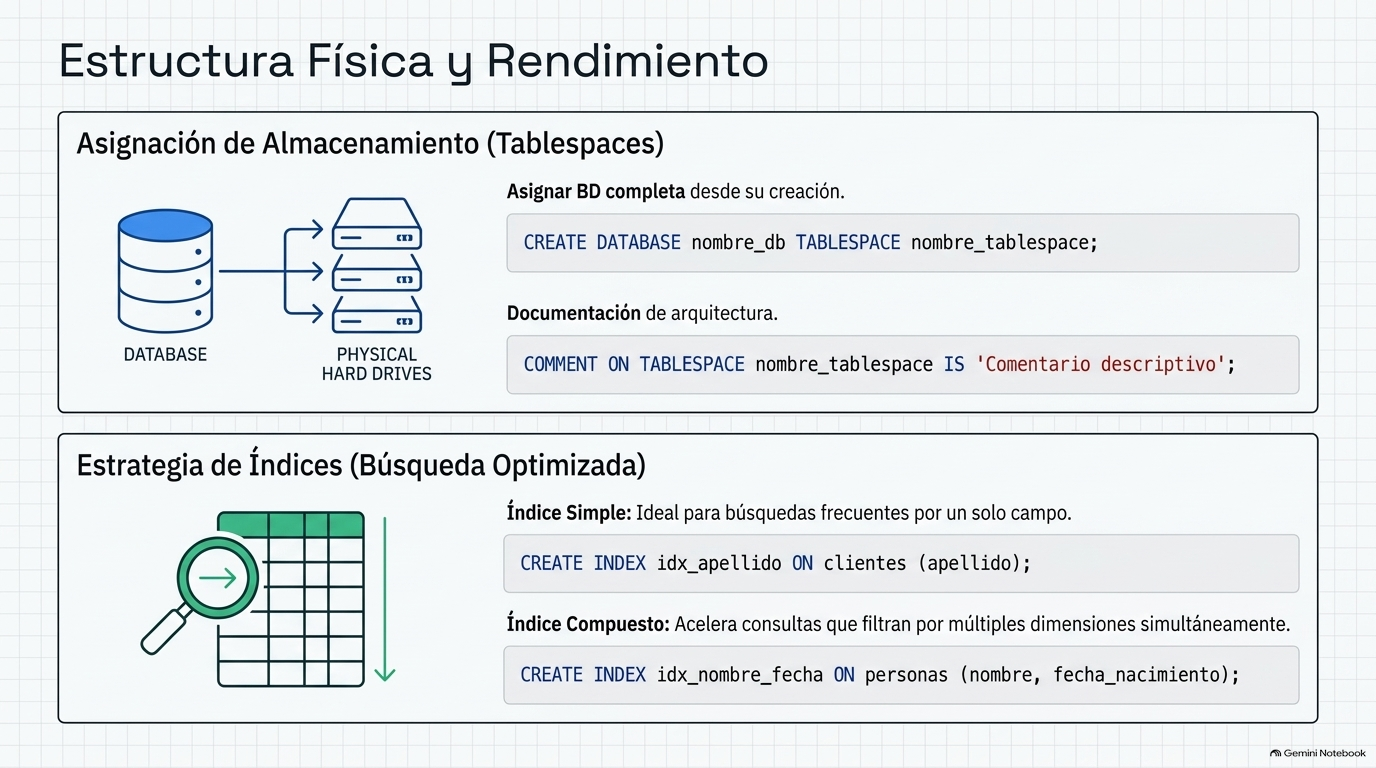 Estructura Física y Rendimiento
Asignación de Almacenamiento (Tablespaces)
DATABASE
PHYSICAL
HARD DRIVES
Asignar BD completa desde su creación.
CREATE DATABASE nombre_db TABLESPACE nombre_tablespace;
Documentación de arquitectura.
COMMENT ON TABLESPACE nombre_tablespace IS 'Comentario descriptivo';
Estrategia de Índices (Búsqueda Optimizada)
Índice Simple: Ideal para búsquedas frecuentes por un solo campo.
CREATE INDEX idx_apellido ON clientes (apellido);
Índice Compuesto: Acelera consultas que filtran por múltiples dimensiones simultáneamente.
CREATE INDEX idx_nombre_fecha ON personas (nombre, fecha_nacimiento);
Gemini Notebook